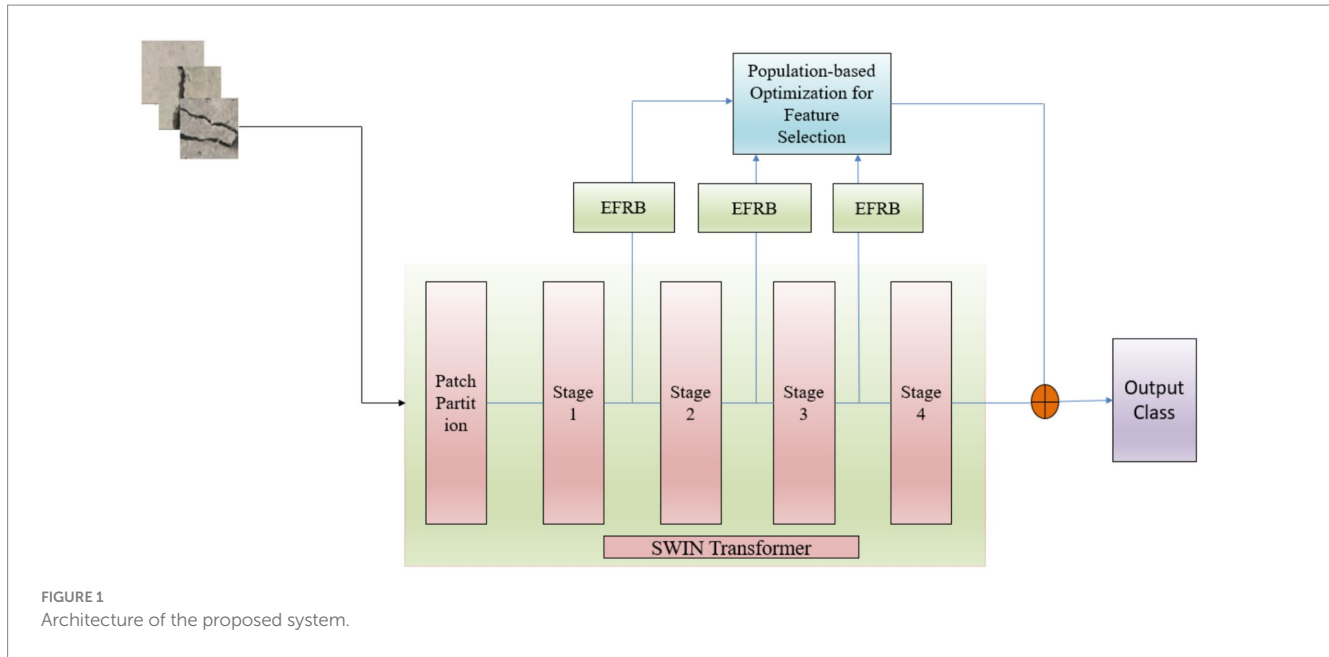 Population-based
Optimization for
Feature
Selection
EFRB
EFRB
EFRB
Patch
Partit
ion
Stage
1
Stage
2
Stage
3
Stage
4
Output
Class
SWIN Transformer
FIGURE 1
Architecture of the proposed system.